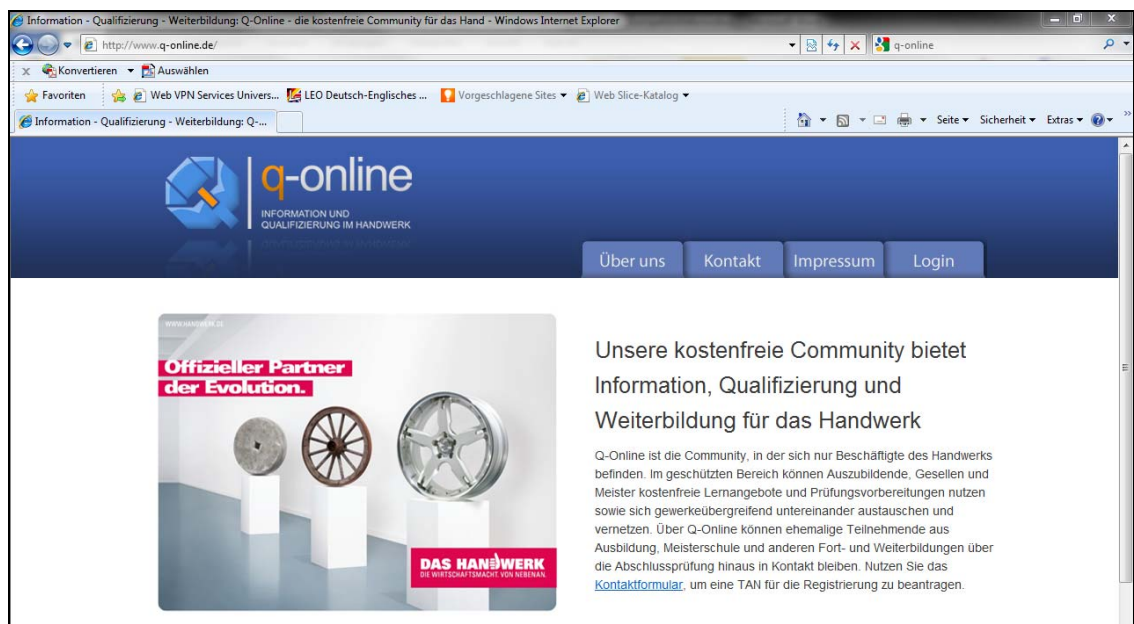 Information - Qualifizierung - Weiterbildung: Q-Online - die kostenfreie Community für das Hand - Windows Internet Explorer
http://www.q-online.de/
q-online
x Konvertieren Auswählen
Favoriten Web VPN Services Univers... LEO Deutsch-Englisches ... Vorgeschlagene Sites Web Slice-Katalog
Information - Qualifizierung - Weiterbildung: Q-...
Seite Sicherheit Extras
q-online
INFORMATION UND
QUALIFIZIERUNG IM HANDWERK
Über uns Kontakt Impressum Login
WWW.HANDWERK.DE
Offizieller Partner
der Evolution.
DAS HANDWERK
DIE WIRTSCHAFTSMACHT. VON NEBENAN.
Unsere kostenfreie Community bietet
Information, Qualifizierung und
Weiterbildung für das Handwerk
Q-Online ist die Community, in der sich nur Beschäftigte des Handwerks
befinden. Im geschützten Bereich können Auszubildende, Gesellen und
Meister kostenfreie Lernangebote und Prüfungsvorbereitungen nutzen
sowie sich gewerkeübergreifend untereinander austauschen und
vernetzen. Über Q-Online können ehemalige Teilnehmende aus
Ausbildung, Meisterschule und anderen Fort- und Weiterbildungen über
die Abschlussprüfung hinaus in Kontakt bleiben. Nutzen Sie das
Kontaktformular, um eine TAN für die Registrierung zu beantragen.